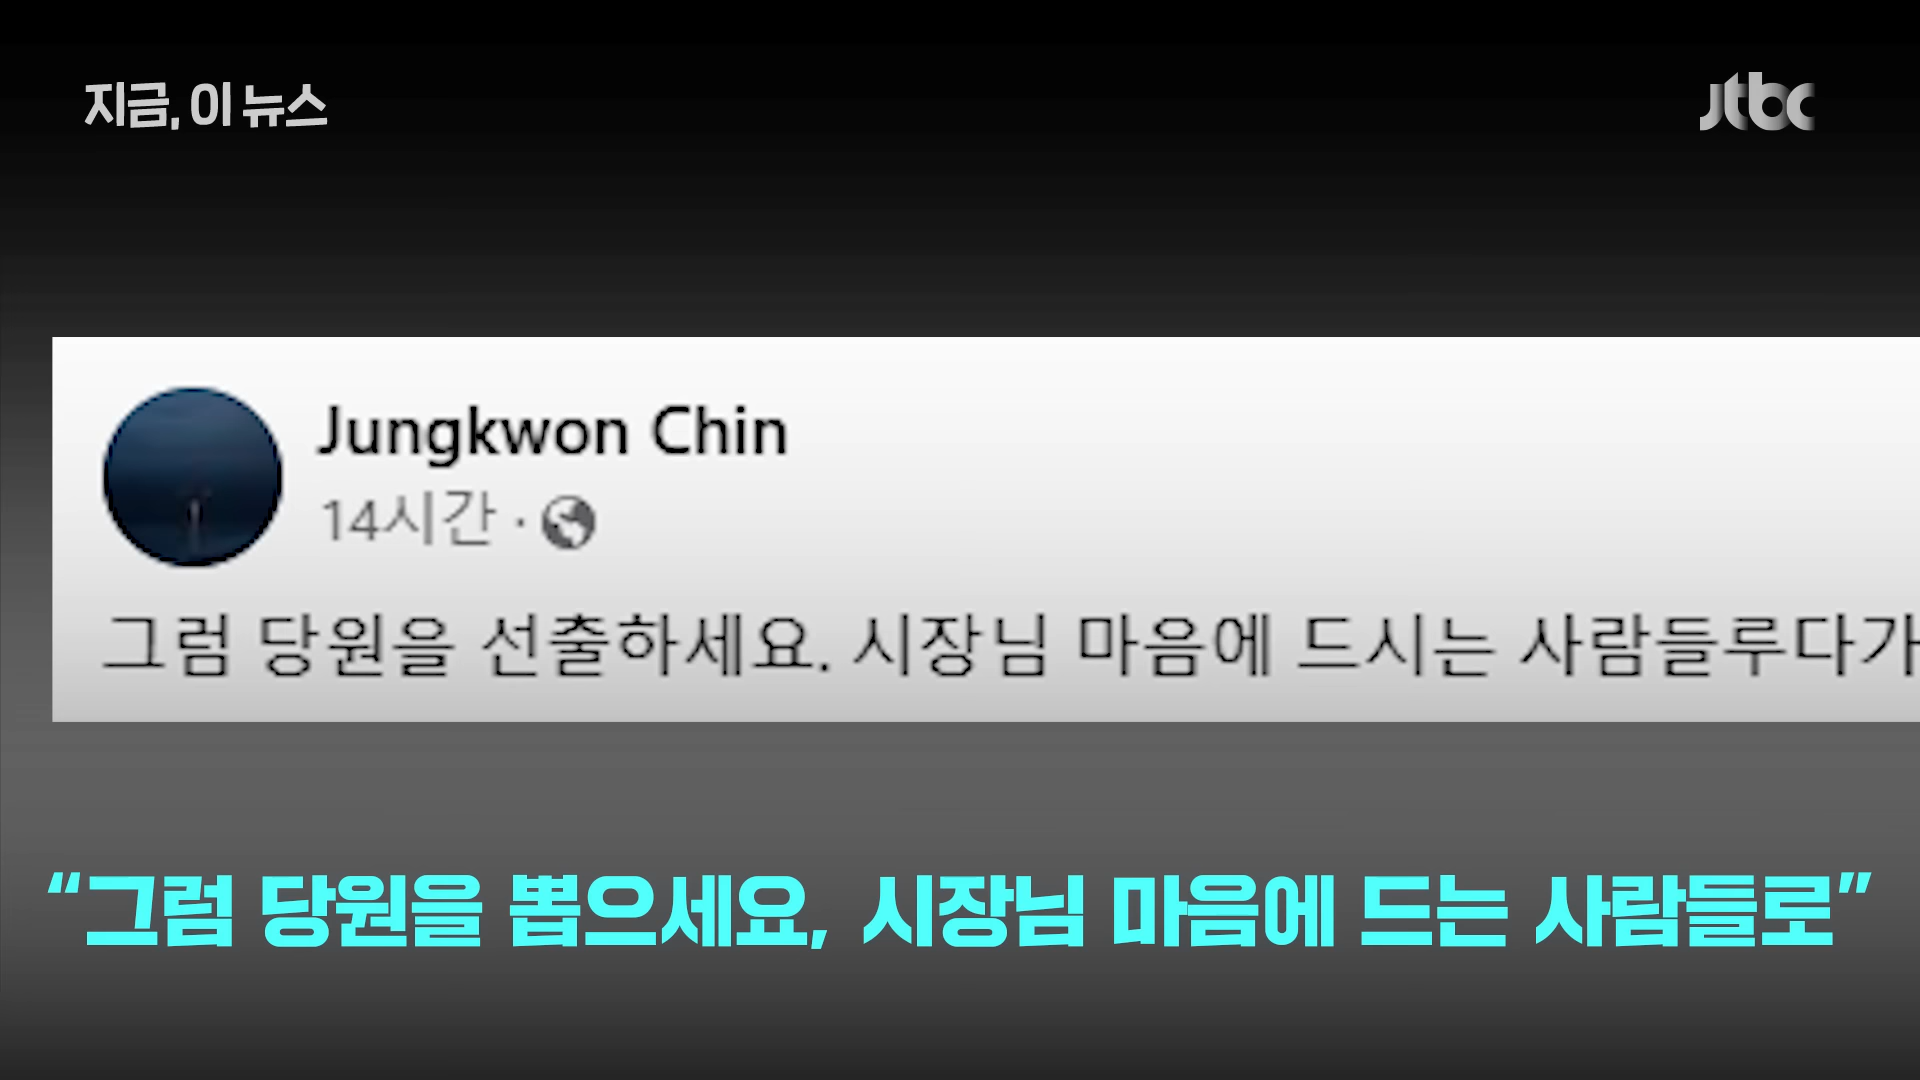 지금, 이 뉴스
jtbc
Jungkwon Chin
14시간 ·
그럼 당원을 선출하세요. 시장님 마음에 드시는 사람들루다가
“그럼 당원을 뽑으세요, 시장님 마음에 드는 사람들로”